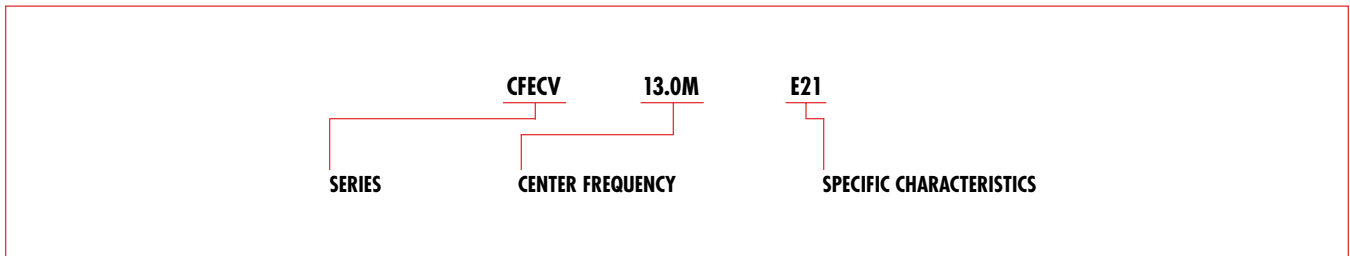 CFECV 13.0M E21
SERIES CENTER FREQUENCY SPECIFIC CHARACTERISTICS